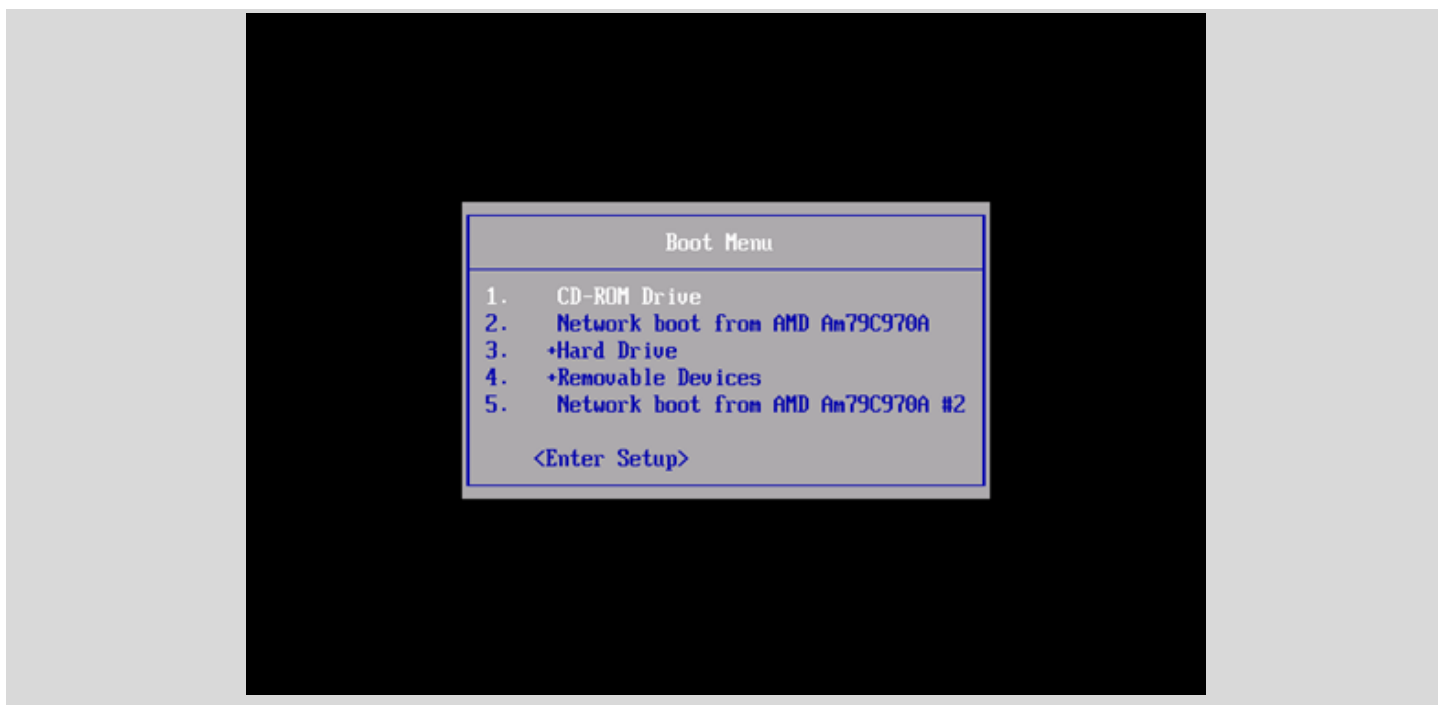 Boot Menu
1. CD-ROM Drive
2. Network boot from AMD Am79C970A
3. +Hard Drive
4. +Removable Devices
5. Network boot from AMD Am79C970A #2
<Enter Setup>